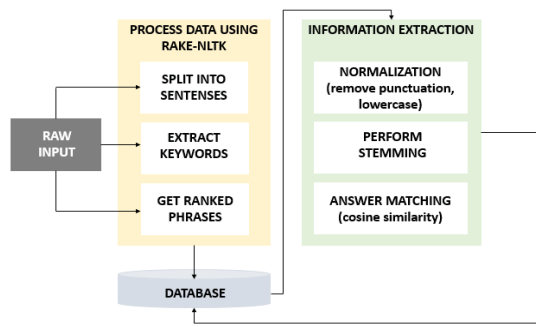 PROCESS DATA USING
RAKE-NLTK
SPLIT INTO
SENTENSES
EXTRACT
KEYWORDS
GET RANKED
PHRASES
RAW
INPUT
DATABASE
INFORMATION EXTRACTION
NORMALIZATION
(remove punctuation,
lowercase)
PERFORM
STEMMING
ANSWER MATCHING
(cosine similarity)